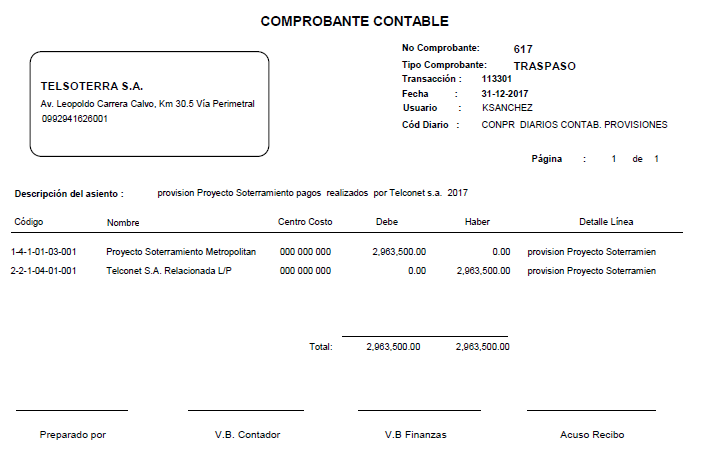 COMPROBANTE CONTABLE
No Comprobante: 617
Tipo Comprobante: TRASPASO
Transacción : 113301
Fecha : 31-12-2017
Usuario : KSANCHEZ
Cód Diario : CONPR DIARIOS CONTAB. PROVISIONES
TELSOTERRA S.A.
Av. Leopoldo Carrera Calvo, Km 30.5 Vía Perimetral
0992941626001
Página : 1 de 1
Descripción del asiento : provision Proyecto Soterramiento pagos realizados por Telconet s.a. 2017
Código Nombre Centro Costo Debe Haber Detalle Línea
1-4-1-01-03-001 Proyecto Soterramiento Metropolitan 000 000 000 2,963,500.00 0.00 provision Proyecto Soterramien
2-2-1-04-01-001 Telconet S.A. Relacionada L/P 000 000 000 0.00 2,963,500.00 provision Proyecto Soterramien
Total: 2,963,500.00 2,963,500.00
Preparado por V.B. Contador V.B Finanzas Acuso Recibo